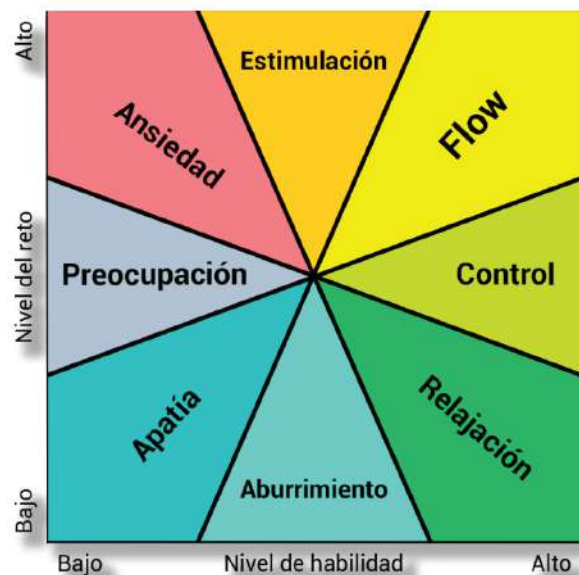 Alto
Estimulación
Ansiedad
Flow
Nivel del reto
Preocupación
Control
Apatía
Relajación
Aburrimiento
Bajo
Bajo
Nivel de habilidad
Alto